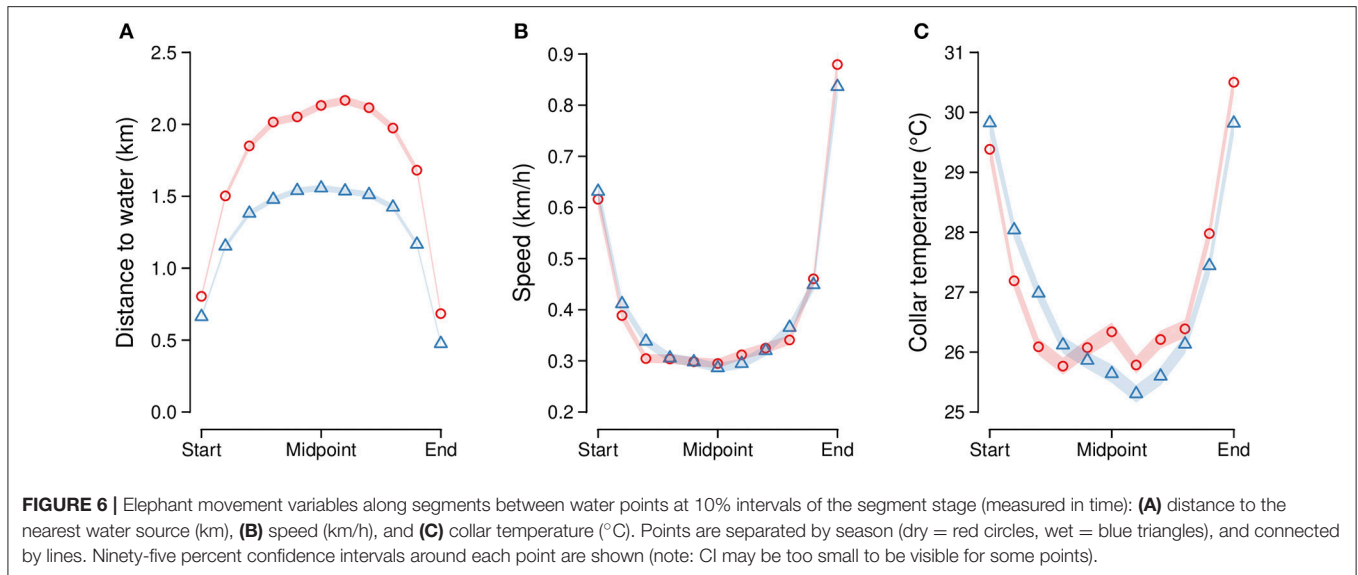 A
Distance to water (km)
2.5
2.0
1.5
1.0
0.5
0.0
Start
Midpoint
End
B
Speed (km/h)
0.9
0.8
0.7
0.6
0.5
0.4
0.3
0.2
Start
Midpoint
End
C
Collar temperature (°C)
31
30
29
28
27
26
25
Start
Midpoint
End
FIGURE 6 | Elephant movement variables along segments between water points at 10% intervals of the segment stage (measured in time): (A) distance to the
nearest water source (km), (B) speed (km/h), and (C) collar temperature (°C). Points are separated by season (dry = red circles, wet = blue triangles), and connected
by lines. Ninety-five percent confidence intervals around each point are shown (note: CI may be too small to be visible for some points).